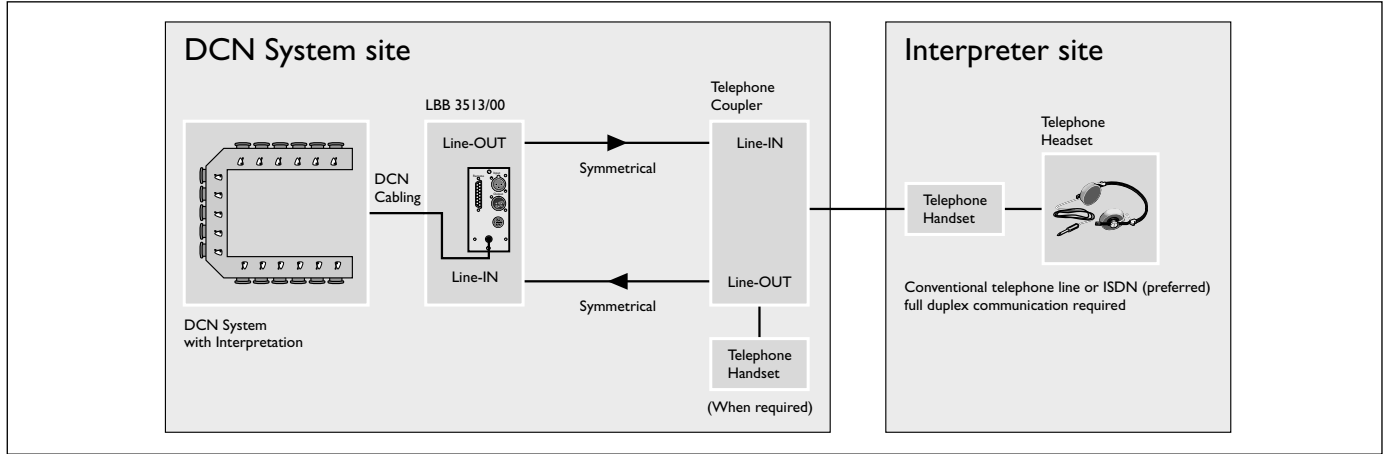 DCN System site
Interpreter site
LBB 3513/00
Telephone
Coupler
Telephone
Headset
Line-OUT
Line-IN
Symmetrical
DCN
Cabling
Telephone
Handset
Line-IN
Line-OUT
Symmetrical
Conventional telephone line or ISDN (preferred)
full duplex communication required
DCN System
with Interpretation
Telephone
Handset
(When required)